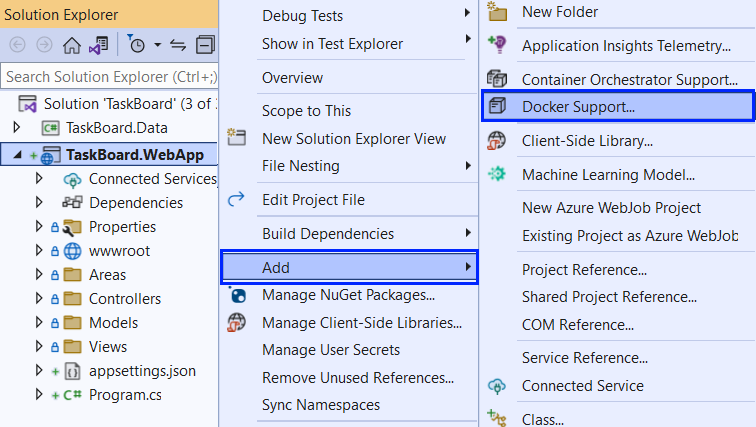 Solution Explorer
Search Solution Explorer (Ctrl+;)
Solution 'TaskBoard' (3 of
TaskBoard.Data
TaskBoard.WebApp
Connected Services
Dependencies
Properties
wwwroot
Areas
Controllers
Models
Views
appsettings.json
C# Program.cs
Debug Tests
Show in Test Explorer
Overview
Scope to This
New Solution Explorer View
File Nesting
Edit Project File
Build Dependencies
Add
Manage NuGet Packages...
Manage Client-Side Libraries...
Manage User Secrets
Remove Unused References...
Sync Namespaces
New Folder
Application Insights Telemetry...
Container Orchestrator Support...
Docker Support...
Client-Side Library...
Machine Learning Model...
New Azure WebJob Project
Existing Project as Azure WebJob
Project Reference...
Shared Project Reference...
COM Reference...
Service Reference...
Connected Service
Class...